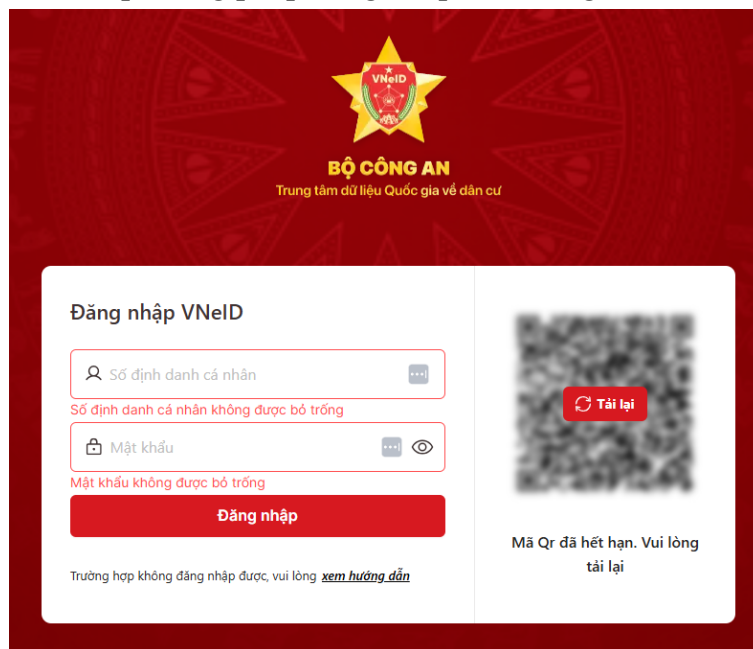 VNeID
BỘ CÔNG AN
Trung tâm dữ liệu Quốc gia về dân cư
Đăng nhập VNeID
Số định danh cá nhân
Số định danh cá nhân không được bỏ trống
Mật khẩu
Mật khẩu không được bỏ trống
Đăng nhập
Trường hợp không đăng nhập được, vui lòng xem hướng dẫn
Tải lại
Mã Qr đã hết hạn. Vui lòng
tải lại